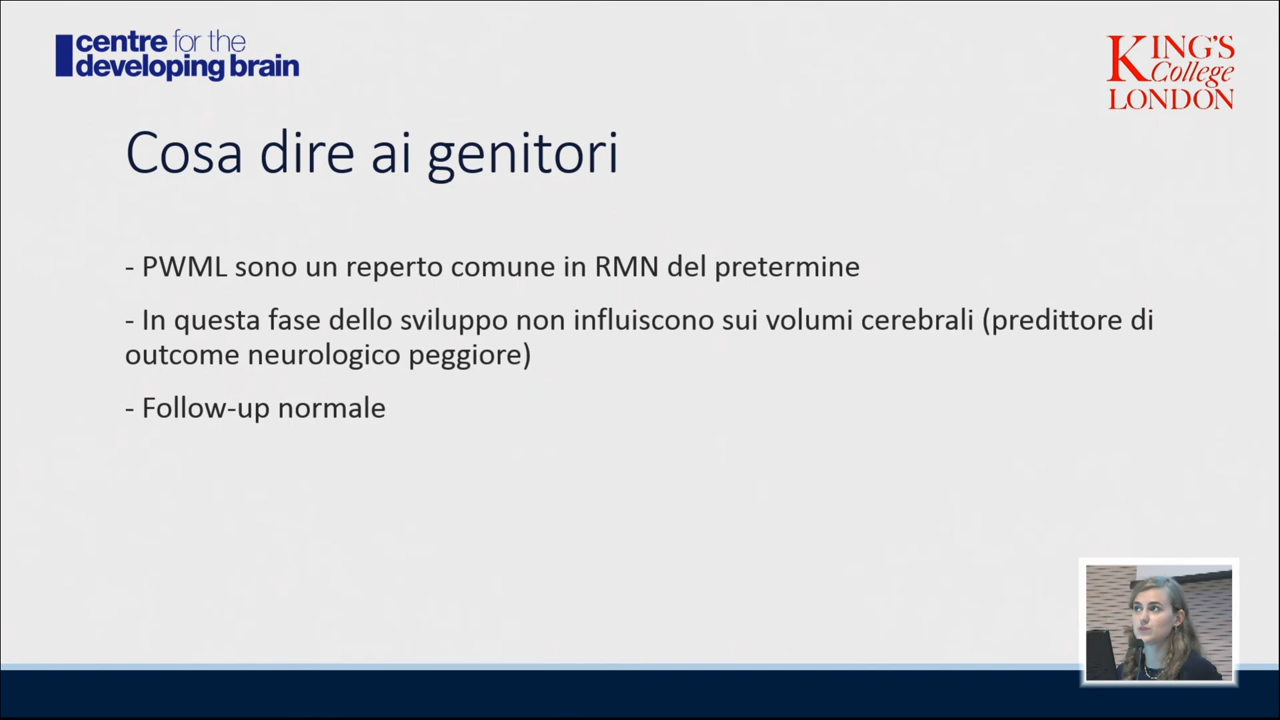 centre for the
developing brain
KING'S
College
LONDON
Cosa dire ai genitori
- PWML sono un reperto comune in RMN del pretermine
- In questa fase dello sviluppo non influiscono sui volumi cerebrali (predittore di
outcome neurologico peggiore)
- Follow-up normale